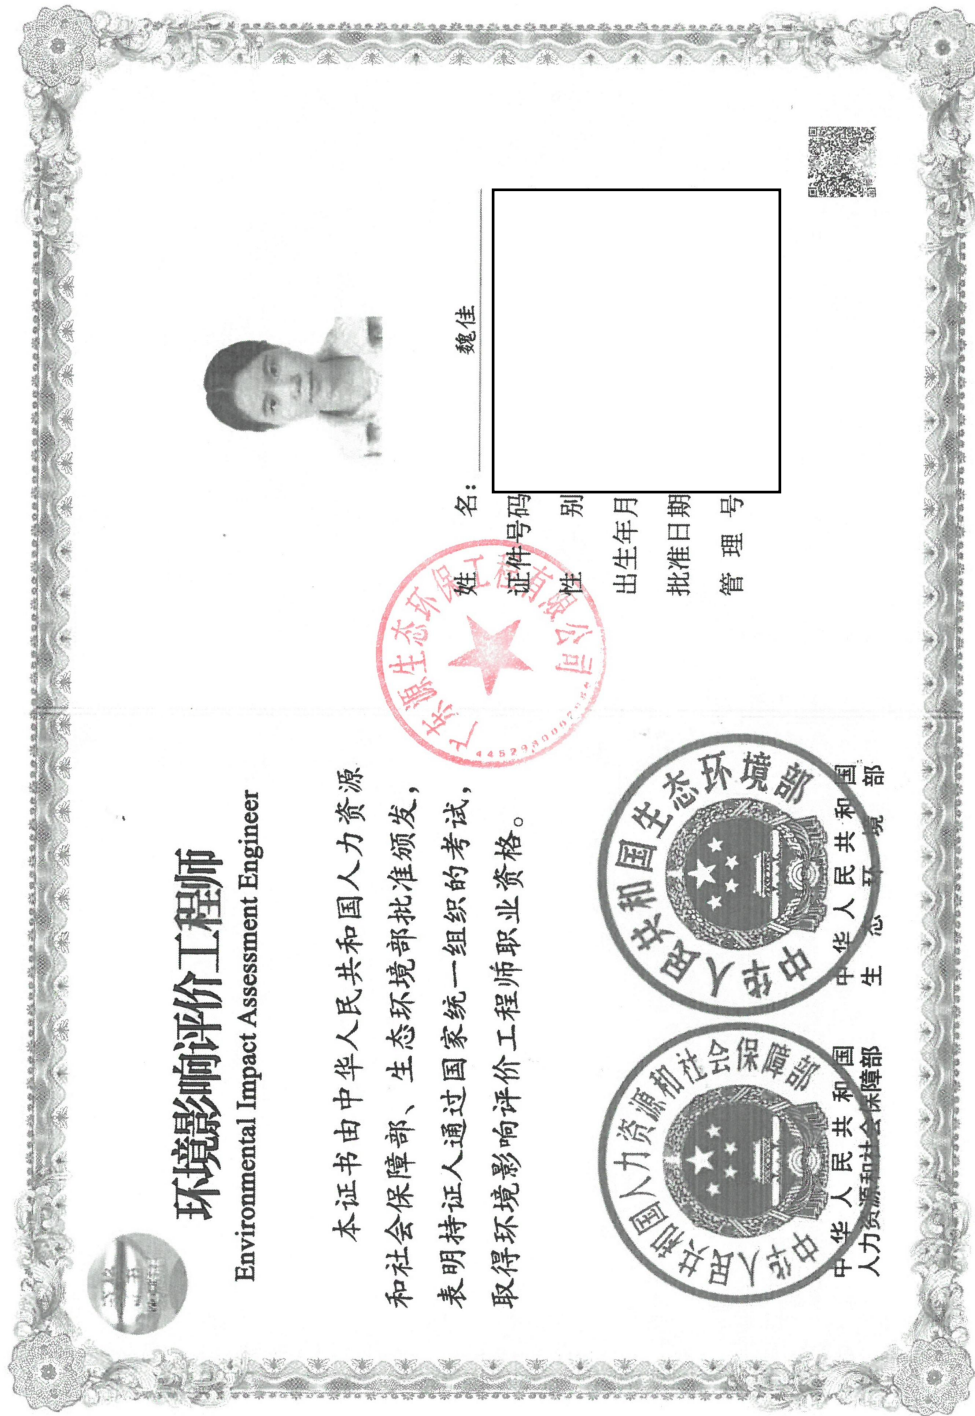 环境影响评价工程师
Environmental Impact Assessment Engineer
本证书由中华人民共和国人力资源
和社会保障部、生态环境部批准颁发，
表明持证人通过国家统一组织的考试，
取得环境影响评价工程师职业资格。
中华人民共和国人力资源和社会保障部
中华人民共和国
人力资源和社会保障部
中华人民共和国生态环境部
中华人民共和国
生态环境部
姓名：魏佳
证件号码
性别
出生年月
批准日期
管理号
广东源生态环保工程有限公司